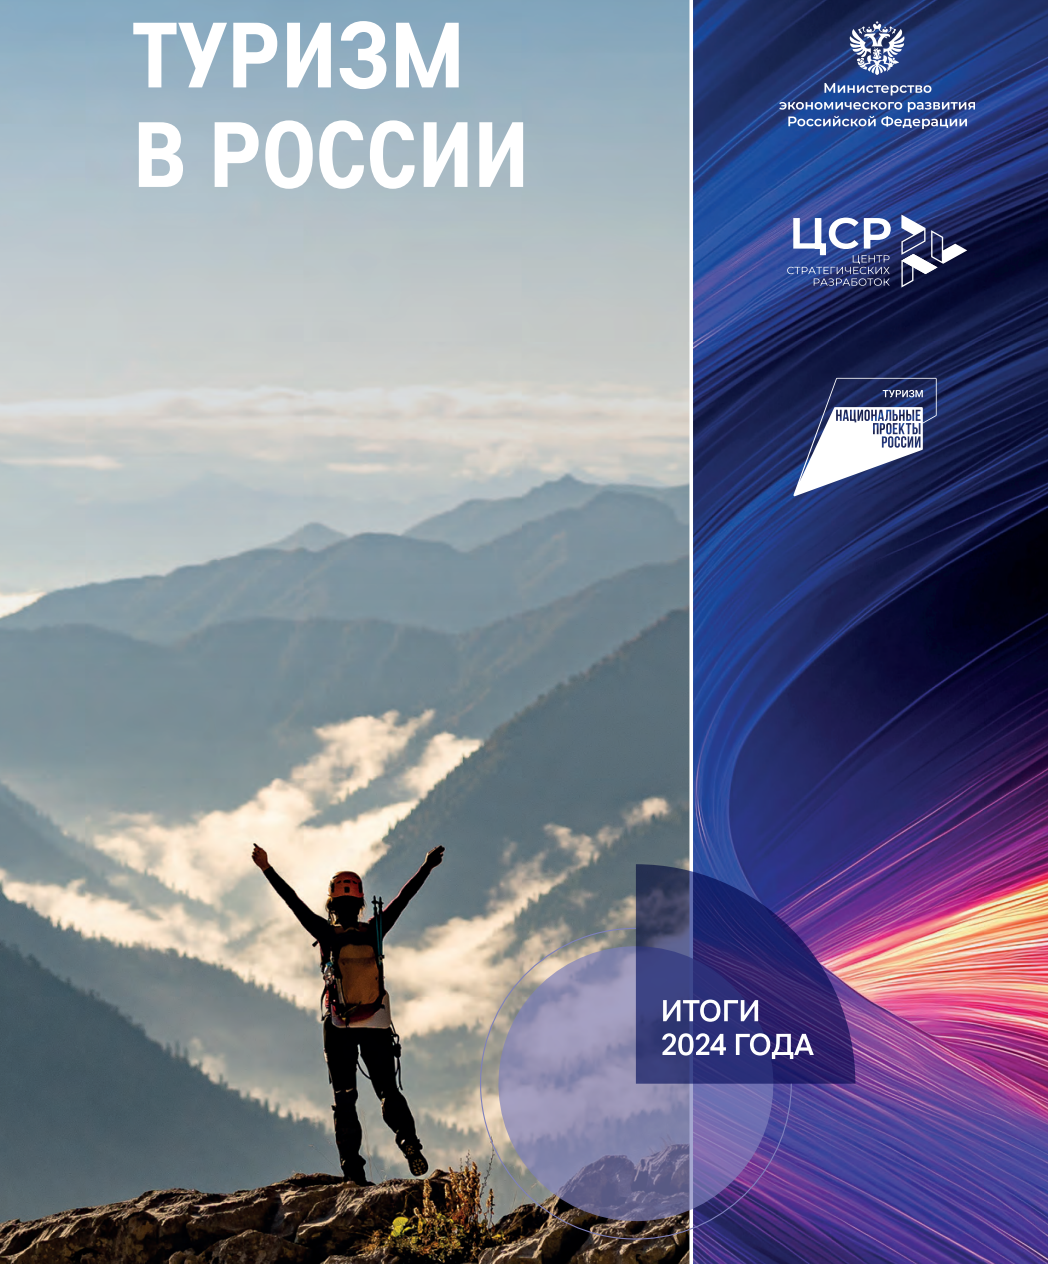 ТУРИЗМ
В РОССИИ
Министерство
экономического развития
Российской Федерации
ЦСР
ЦЕНТР
СТРАТЕГИЧЕСКИХ
РАЗРАБОТОК
ТУРИЗМ
НАЦИОНАЛЬНЫЕ
ПРОЕКТЫ
РОССИИ
ИТОГИ
2024 ГОДА